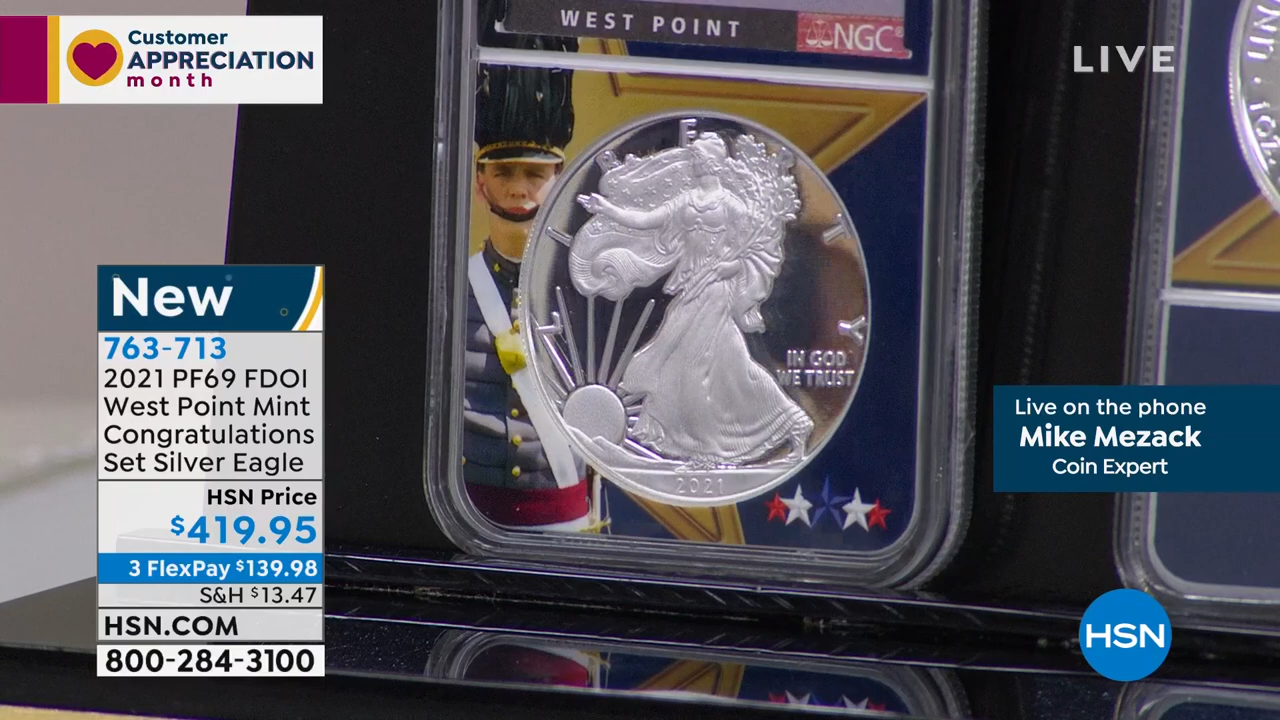 Customer
APPRECIATION
month
WEST POINT
NGC
LIVE
IN GOD
WE TRUST
2021
New
763-713
2021 PF69 FDOI
West Point Mint
Congratulations
Set Silver Eagle
HSN Price
$419.95
3 FlexPay $139.98
S&H $13.47
HSN.COM
800-284-3100
Live on the phone
Mike Mezack
Coin Expert
HSN